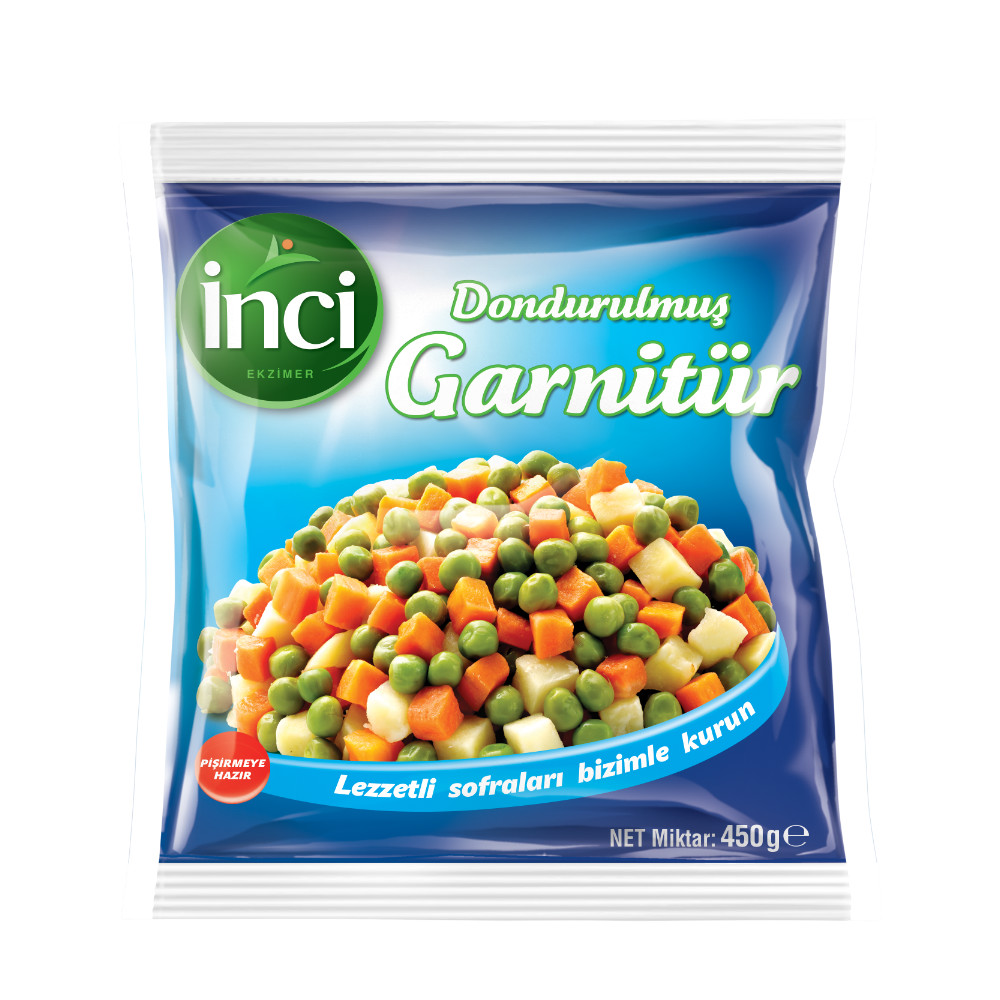 inci
EKZİMER
Dondurulmuş
Garnitür
PİŞİRMEYE
HAZIR
Lezzetli sofraları bizimle kurun
NET Miktar: 450g℮